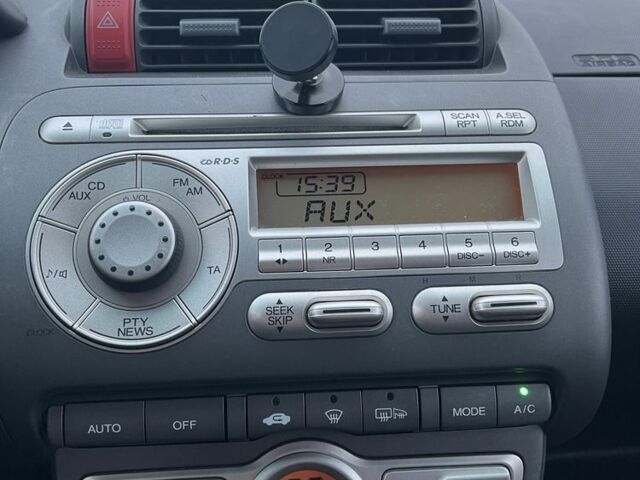 SCAN
RPT
A.SEL
RDM
R·D·S
CLOCK
15:39
AUX
CD
AUX
VOL
FM
AM
TA
PTY
NEWS
CLOCK
1
2
NR
3
4
5
DISC-
6
DISC+
SEEK
SKIP
H
M
R
TUNE
AUTO
OFF
MODE
A/C